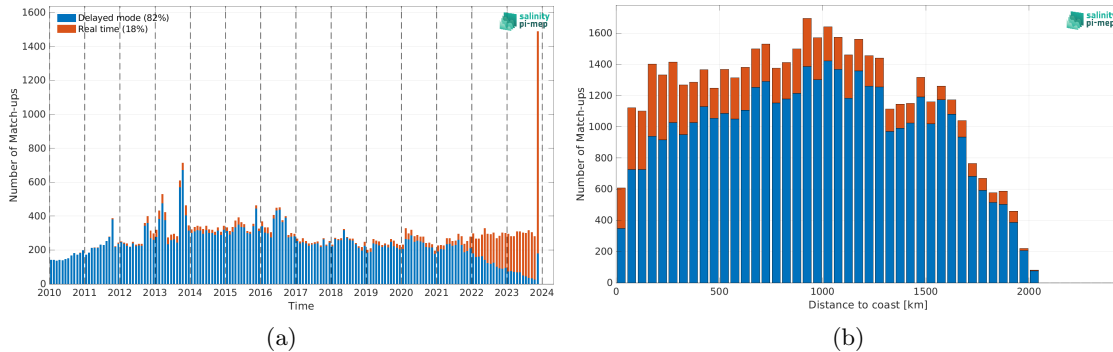 1600
1400
1200
1000
800
600
400
200
0
Number of Match-ups
Delayed mode (82%)
Real time (18%)
salinity
pi-mep
2010 2011 2012 2013 2014 2015 2016 2017 2018 2019 2020 2021 2022 2023 2024
Time
(a)
1600
1400
1200
1000
800
600
400
200
0
Number of Match-ups
salinity
pi-mep
0 500 1000 1500 2000
Distance to coast [km]
(b)